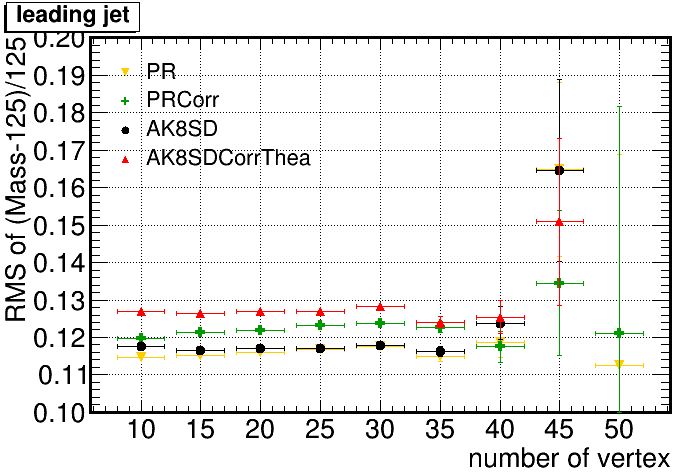 leading jet
RMS of (Mass-125)/125
0.20
0.19
0.18
0.17
0.16
0.15
0.14
0.13
0.12
0.11
0.10
PR
PRCorr
AK8SD
AK8SDCorrThea
10 15 20 25 30 35 40 45 50
number of vertex